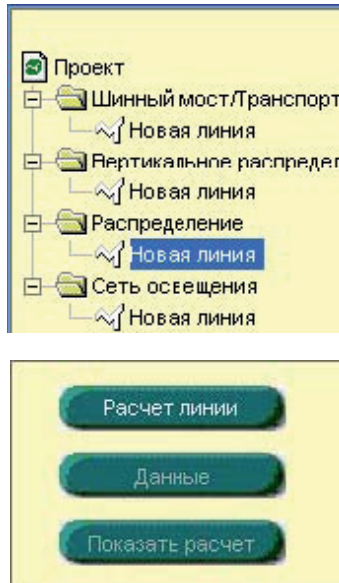 Проект
Шинный мост/Транспорт
Новая линия
Вертикальное распредел
Новая линия
Распределение
Новая линия
Сеть освещения
Новая линия
Расчет линии
Данные
Показать расчет